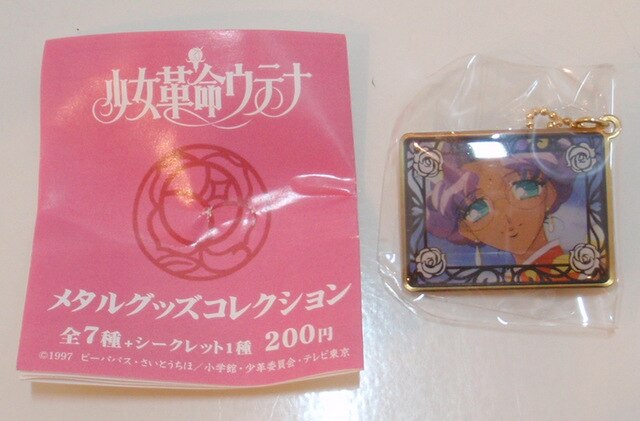 少女革命ウテナ
メタルグッズコレクション
全7種+シークレット1種 200円
©1997 ビーパパス・さいとうちほ/小学館・少革委員会・テレビ東京